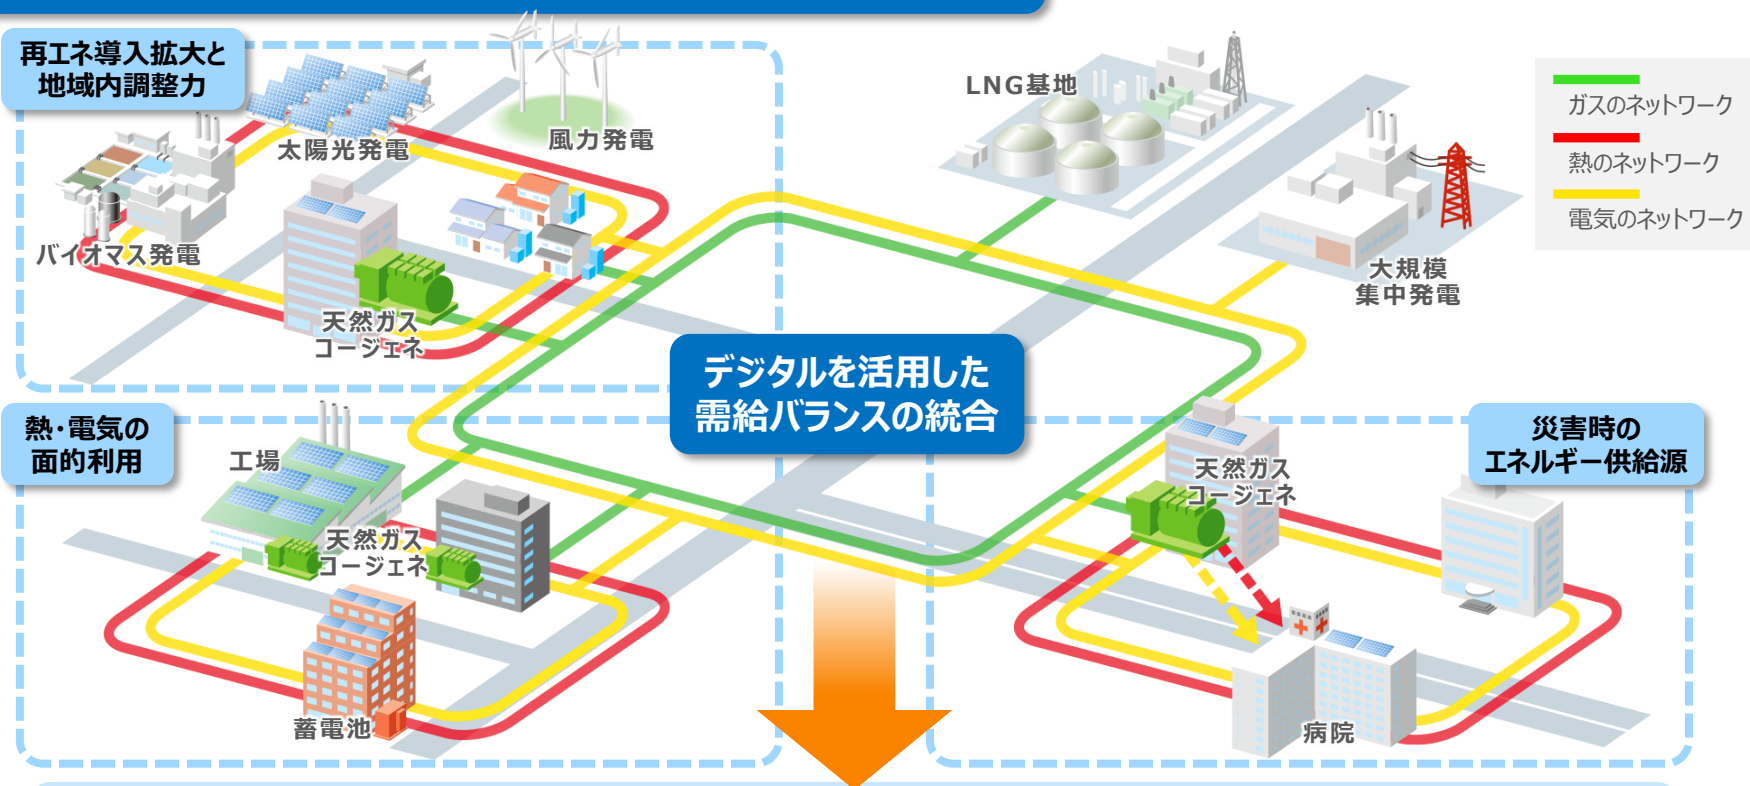 再エネ導入拡大と
地域内調整力
太陽光発電
風力発電
バイオマス発電
天然ガス
コージェネ
LNG基地
大規模
集中発電
ガスのネットワーク
熱のネットワーク
電気のネットワーク
デジタルを活用した
需給バランスの統合
熱・電気の
面的利用
工場
天然ガス
コージェネ
蓄電池
災害時の
エネルギー供給源
天然ガス
コージェネ
病院